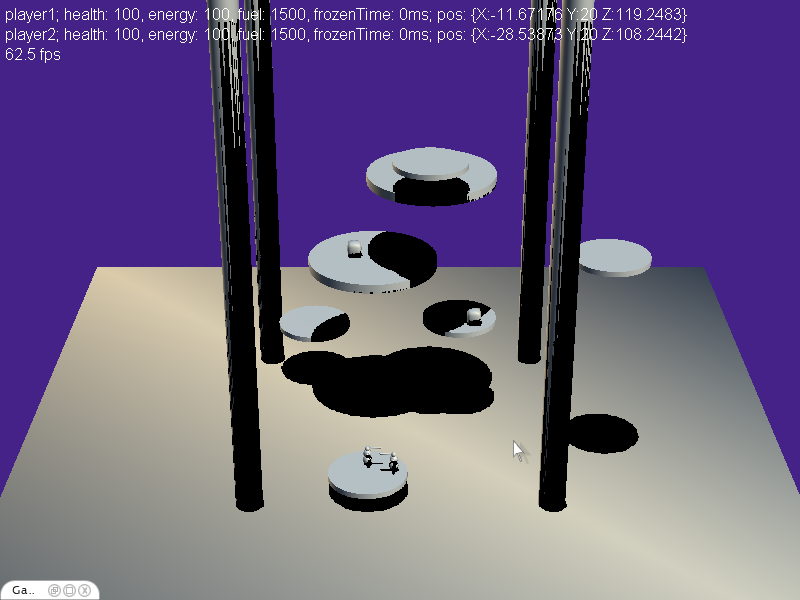 player1; health: 100, energy: 100, fuel: 1500, frozenTime: 0ms; pos: {X:-11.67176 Y:20 Z:119.2483}
player2; health: 100, energy: 100, fuel: 1500, frozenTime: 0ms; pos: {X:-28.53873 Y:20 Z:108.2442}
62.5 fps
Ga..